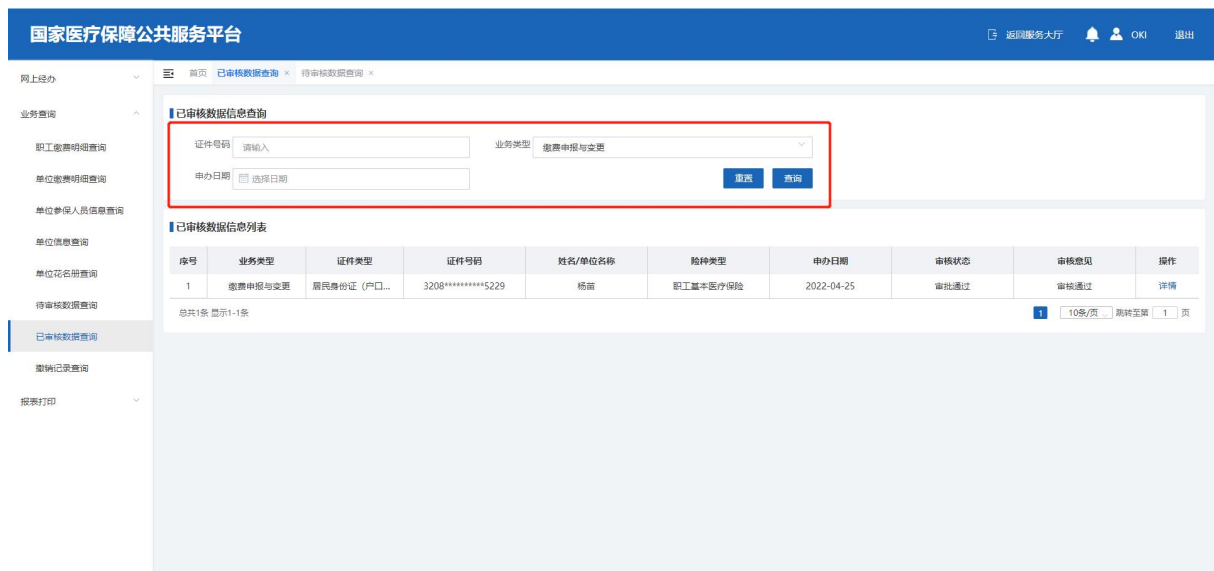 国家医疗保障公共服务平台
返回服务大厅 OKI 退出
网上经办
首页 已审核数据查询 × 待审核数据查询 ×
业务查询
职工缴费明细查询
单位缴费明细查询
单位参保人员信息查询
单位信息查询
单位花名册查询
待审核数据查询
已审核数据查询
撤销记录查询
报表打印
已审核数据信息查询
证件号码 请输入 业务类型 缴费申报与变更
申办日期 选择日期 重置 查询
已审核数据信息列表
序号 业务类型 证件类型 证件号码 姓名/单位名称 险种类型 申办日期 审核状态 审核意见 操作
1 缴费申报与变更 居民身份证（户口... 3208**********5229 杨苗 职工基本医疗保险 2022-04-25 审批通过 审核通过 详情
总共1条 显示1-1条 1 10条/页 跳转至第 1 页